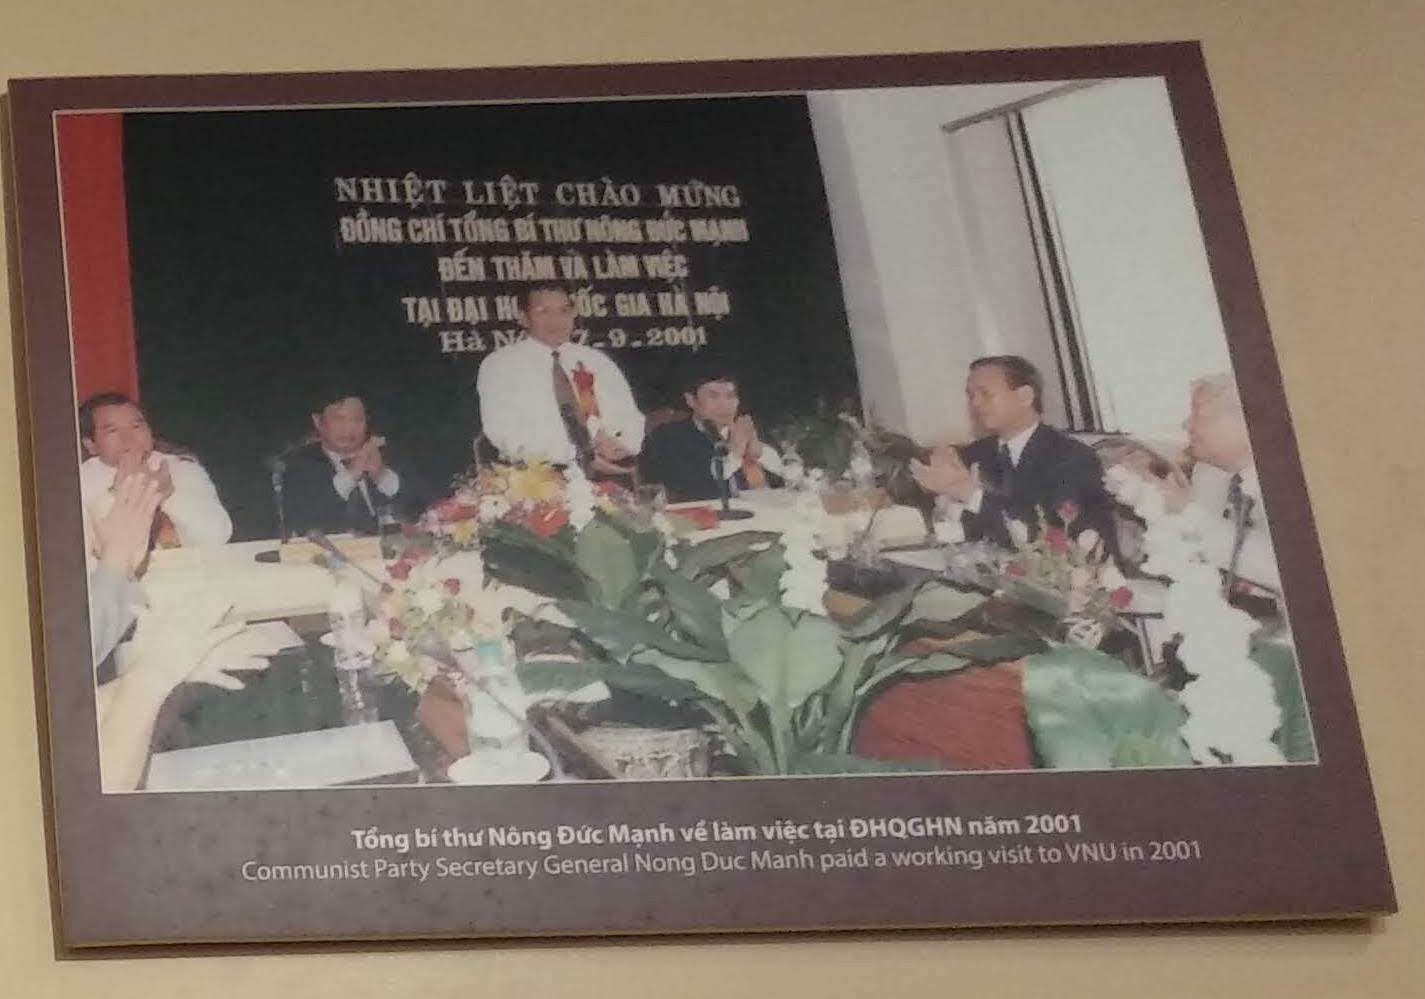 NHIỆT LIỆT CHÀO MỪNG
ĐỒNG CHÍ TỔNG BÍ THƯ NÔNG ĐỨC MẠNH
ĐẾN THĂM VÀ LÀM VIỆC
TẠI ĐẠI GIA HÀ NỘI
Hà 7-9-2001
Tổng bí thư Nông Đức Mạnh về làm việc tại ĐHQGHN năm 2001
Communist Party Secretary General Nong Duc Manh paid a working visit to VNU in 2001